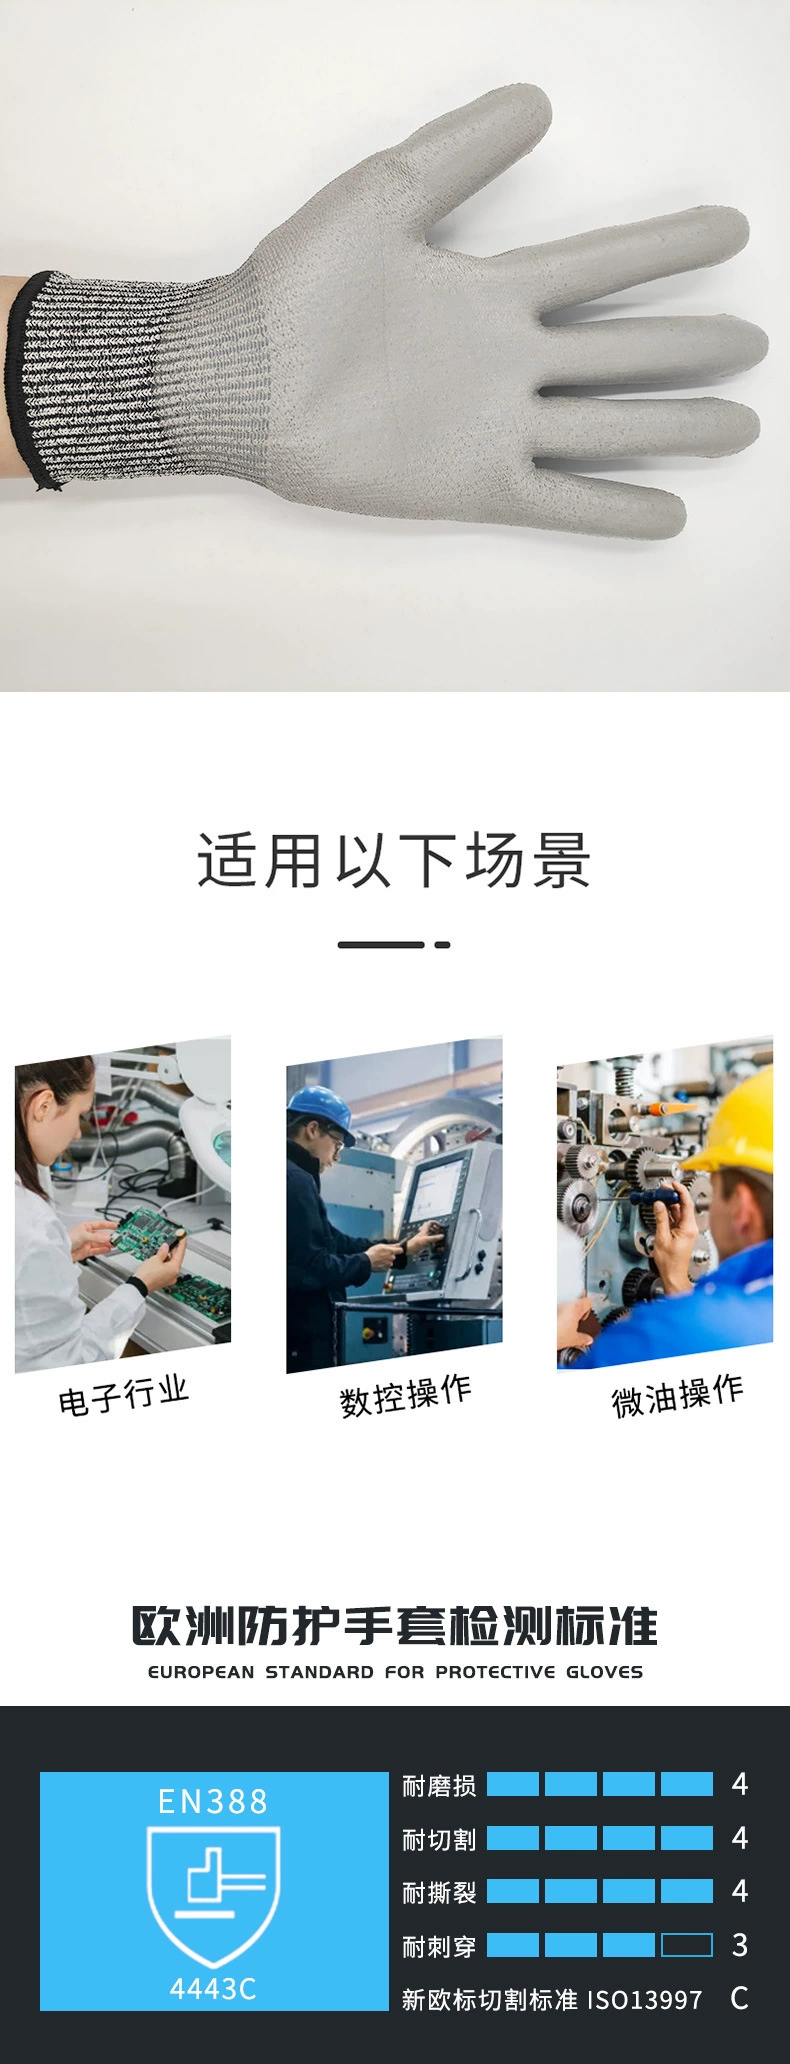 适用以下场景
电子行业
数控操作
微油操作
欧洲防护手套检测标准
EUROPEAN STANDARD FOR PROTECTIVE GLOVES
EN388
4443C
耐磨损 4
耐切割 4
耐撕裂 4
耐刺穿 3
新欧标切割标准 ISO13997 C